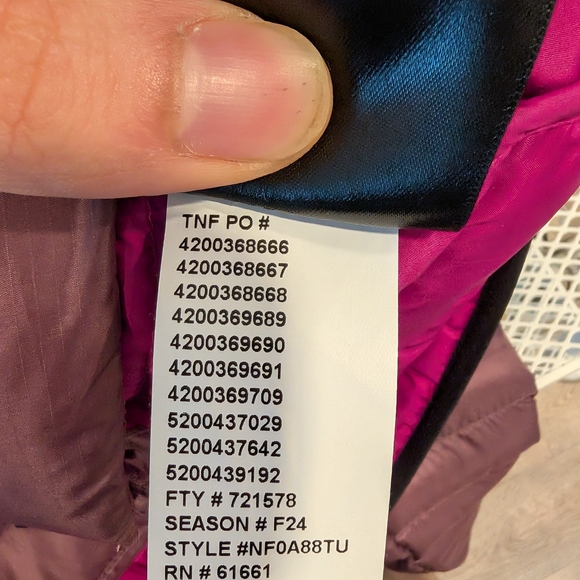 TNF PO #
4200368666
4200368667
4200368668
4200369689
4200369690
4200369691
4200369709
5200437029
5200437642
5200439192
FTY # 721578
SEASON # F24
STYLE #NF0A88TU
RN # 61661